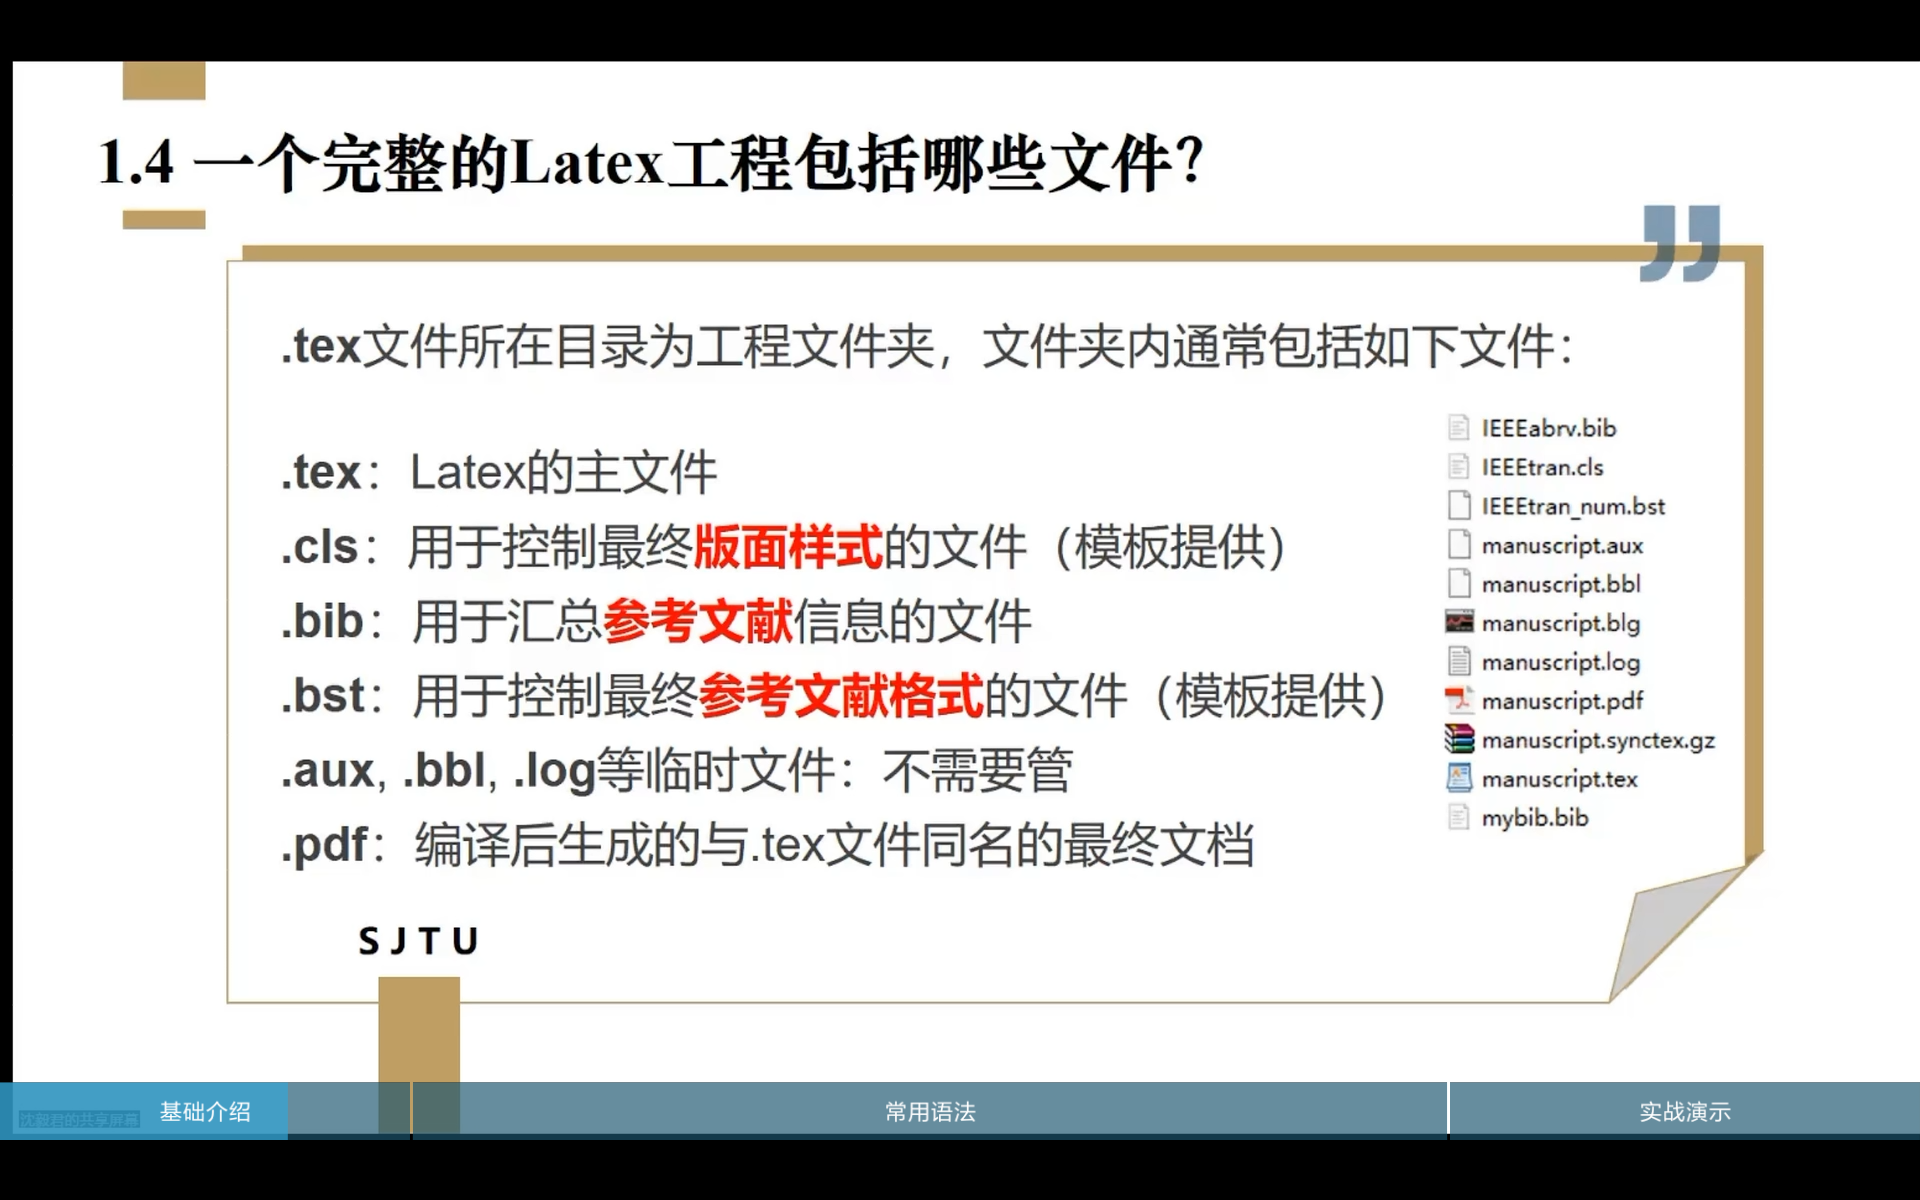 1.4 一个完整的Latex工程包括哪些文件?
.tex文件所在目录为工程文件夹，文件夹内通常包括如下文件：
.tex：Latex的主文件
.cls：用于控制最终版面样式的文件（模板提供）
.bib：用于汇总参考文献信息的文件
.bst：用于控制最终参考文献格式的文件（模板提供）
.aux, .bbl, .log等临时文件：不需要管
.pdf：编译后生成的与.tex文件同名的最终文档
IEEEabrv.bib
IEEEtran.cls
IEEEtran_num.bst
manuscript.aux
manuscript.bbl
manuscript.blg
manuscript.log
manuscript.pdf
manuscript.synctex.gz
manuscript.tex
mybib.bib
SJTU
沈毅君的共享屏幕
基础介绍
常用语法
实战演示